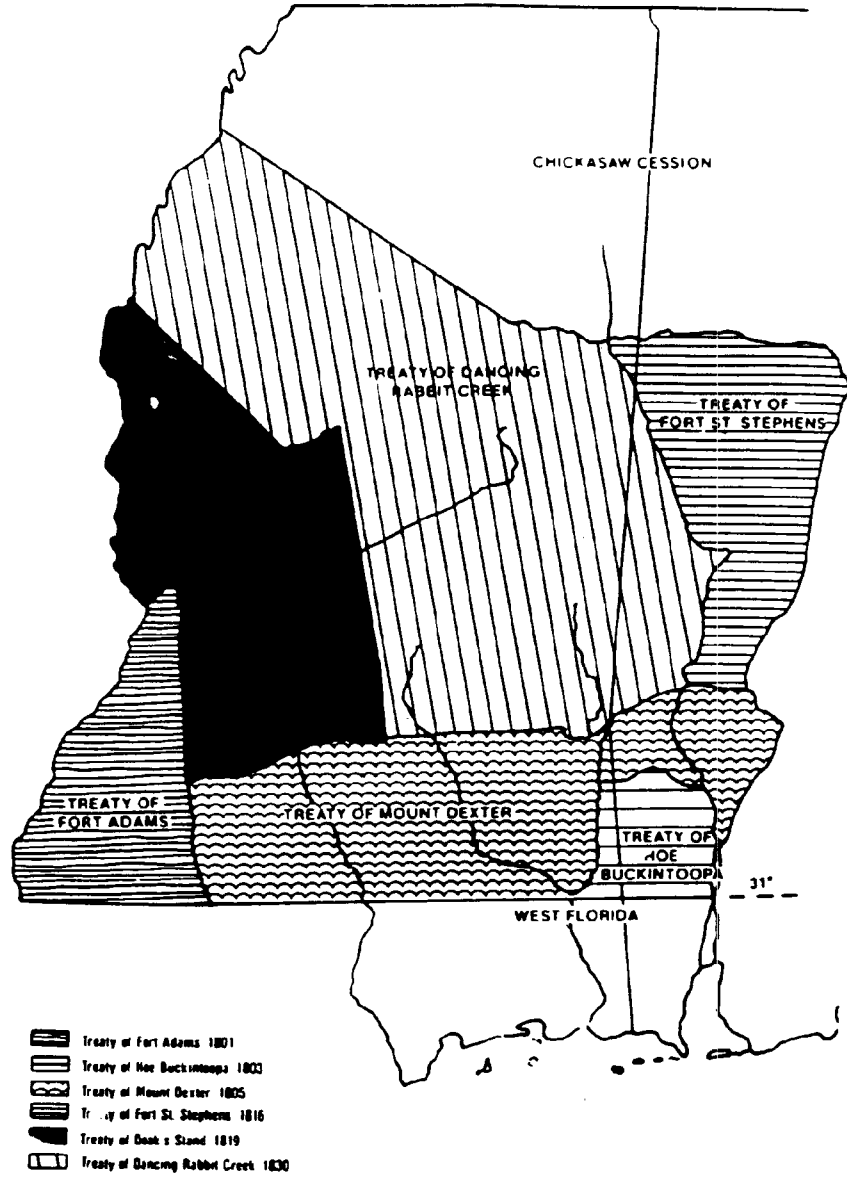 CHICKASAW CESSION
TREATY OF DANCING
RABBIT CREEK
TREATY OF
FORT ST STEPHENS
TREATY OF
FORT ADAMS
TREATY OF MOUNT DEXTER
TREATY OF
HOE
BUCKINTOOPA
31°
WEST FLORIDA
Treaty of Fort Adams 1801
Treaty of Hoe Buckintoopa 1803
Treaty of Mount Dexter 1805
of Fort St. Stephens 1816
Treaty of Doak s Stand 1819
Treaty of Dancing Rabbit Creek 1830